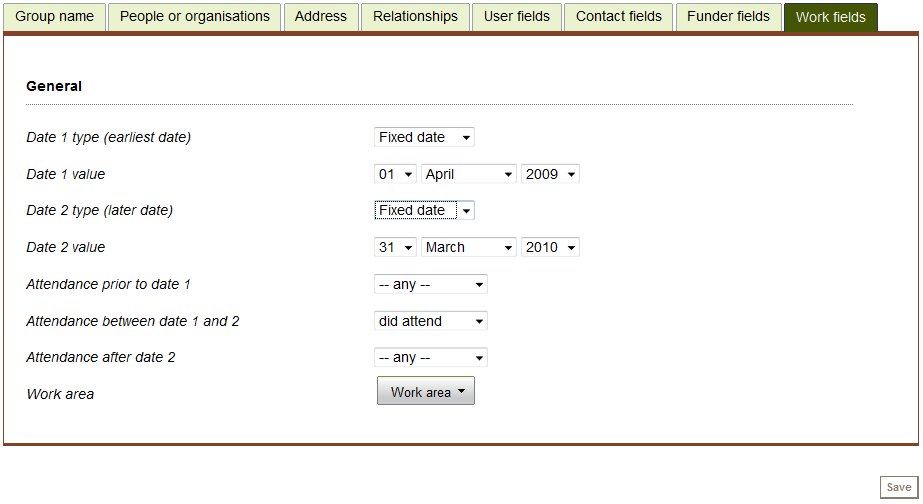 Group name People or organisations Address Relationships User fields Contact fields Funder fields Work fields
General
Date 1 type (earliest date) Fixed date
Date 1 value 01 April 2009
Date 2 type (later date) Fixed date
Date 2 value 31 March 2010
Attendance prior to date 1 -- any --
Attendance between date 1 and 2 did attend
Attendance after date 2 -- any --
Work area Work area
Save